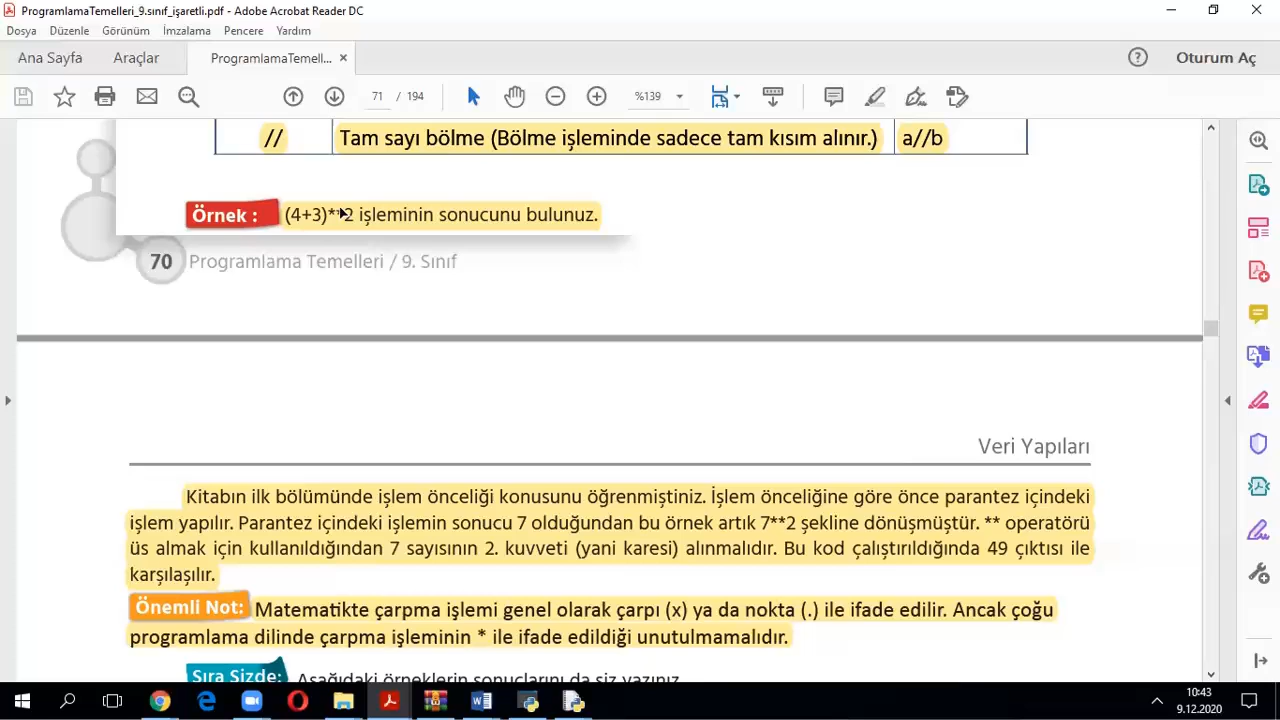 ProgramlamaTemelleri_9.sınıf_işaretli.pdf - Adobe Acrobat Reader DC
Dosya Düzenle Görünüm İmzalama Pencere Yardım
Ana Sayfa Araçlar ProgramlamaTemell... × ? Oturum Aç
71 / 194 %139
// Tam sayı bölme (Bölme işleminde sadece tam kısım alınır.) a//b
Örnek : (4+3)**2 işleminin sonucunu bulunuz.
70 Programlama Temelleri / 9. Sınıf
Veri Yapıları
Kitabın ilk bölümünde işlem önceliği konusunu öğrenmiştiniz. İşlem önceliğine göre önce parantez içindeki
işlem yapılır. Parantez içindeki işlemin sonucu 7 olduğundan bu örnek artık 7**2 şekline dönüşmüştür. ** operatörü
üs almak için kullanıldığından 7 sayısının 2. kuvveti (yani karesi) alınmalıdır. Bu kod çalıştırıldığında 49 çıktısı ile
karşılaşılır.
Önemli Not: Matematikte çarpma işlemi genel olarak çarpı (x) ya da nokta (.) ile ifade edilir. Ancak çoğu
programlama dilinde çarpma işleminin * ile ifade edildiği unutulmamalıdır.
Sıra Sizde: Aşağıdaki örneklerin sonuçlarını da siz yazınız.
10:43
9.12.2020